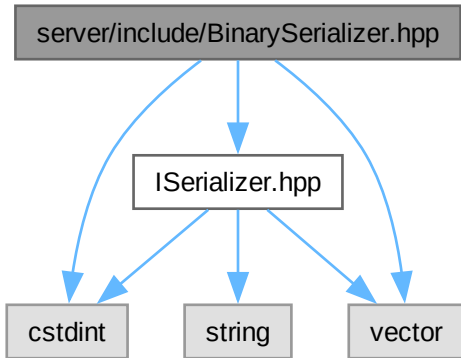 server/include/BinarySerializer.hpp
ISerializer.hpp
cstdint
string
vector